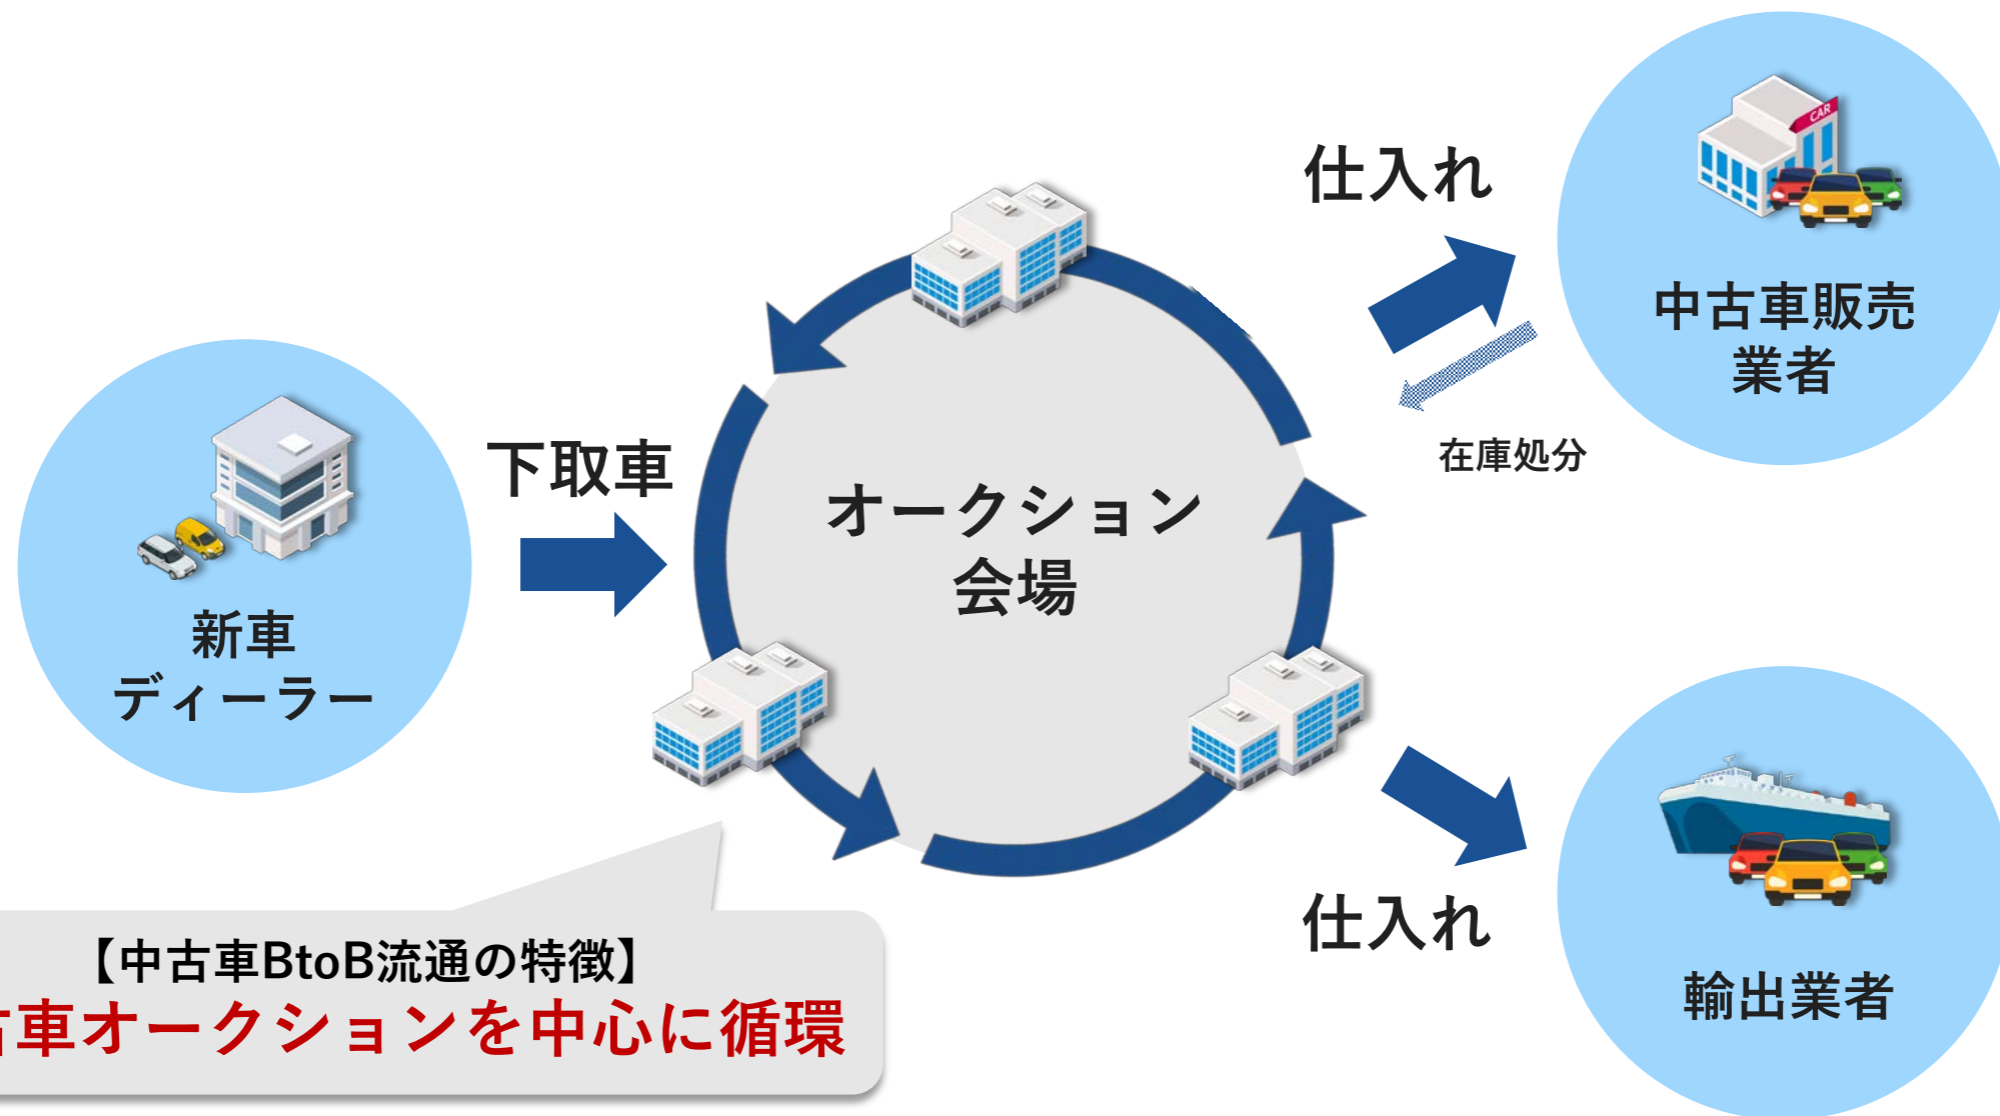 仕入れ
CAR
中古車販売
業者
在庫処分
下取車
オークション
会場
新車
ディーラー
仕入れ
輸出業者
【中古車BtoB流通の特徴】
車オークションを中心に循環